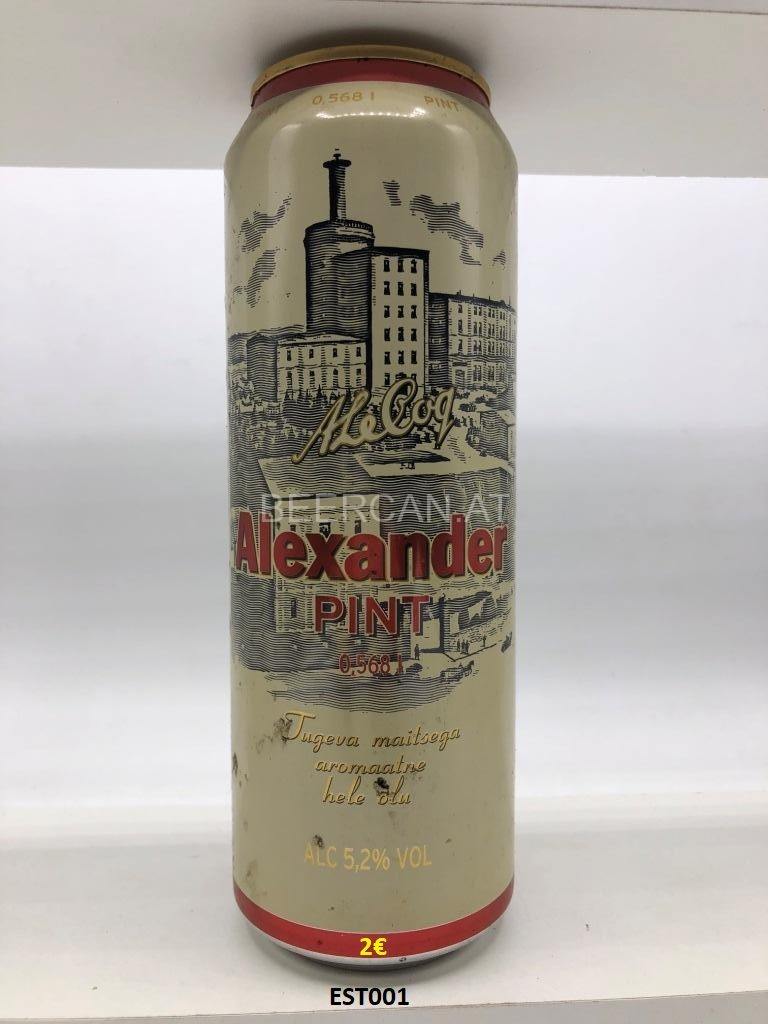 0,568 l PINT
A Le Coq
BEERCAN.AT
Alexander
PINT
0,568 l
Tugeva maitsega
aromaatne
hele õlu
ALC 5,2% VOL
2€
EST001